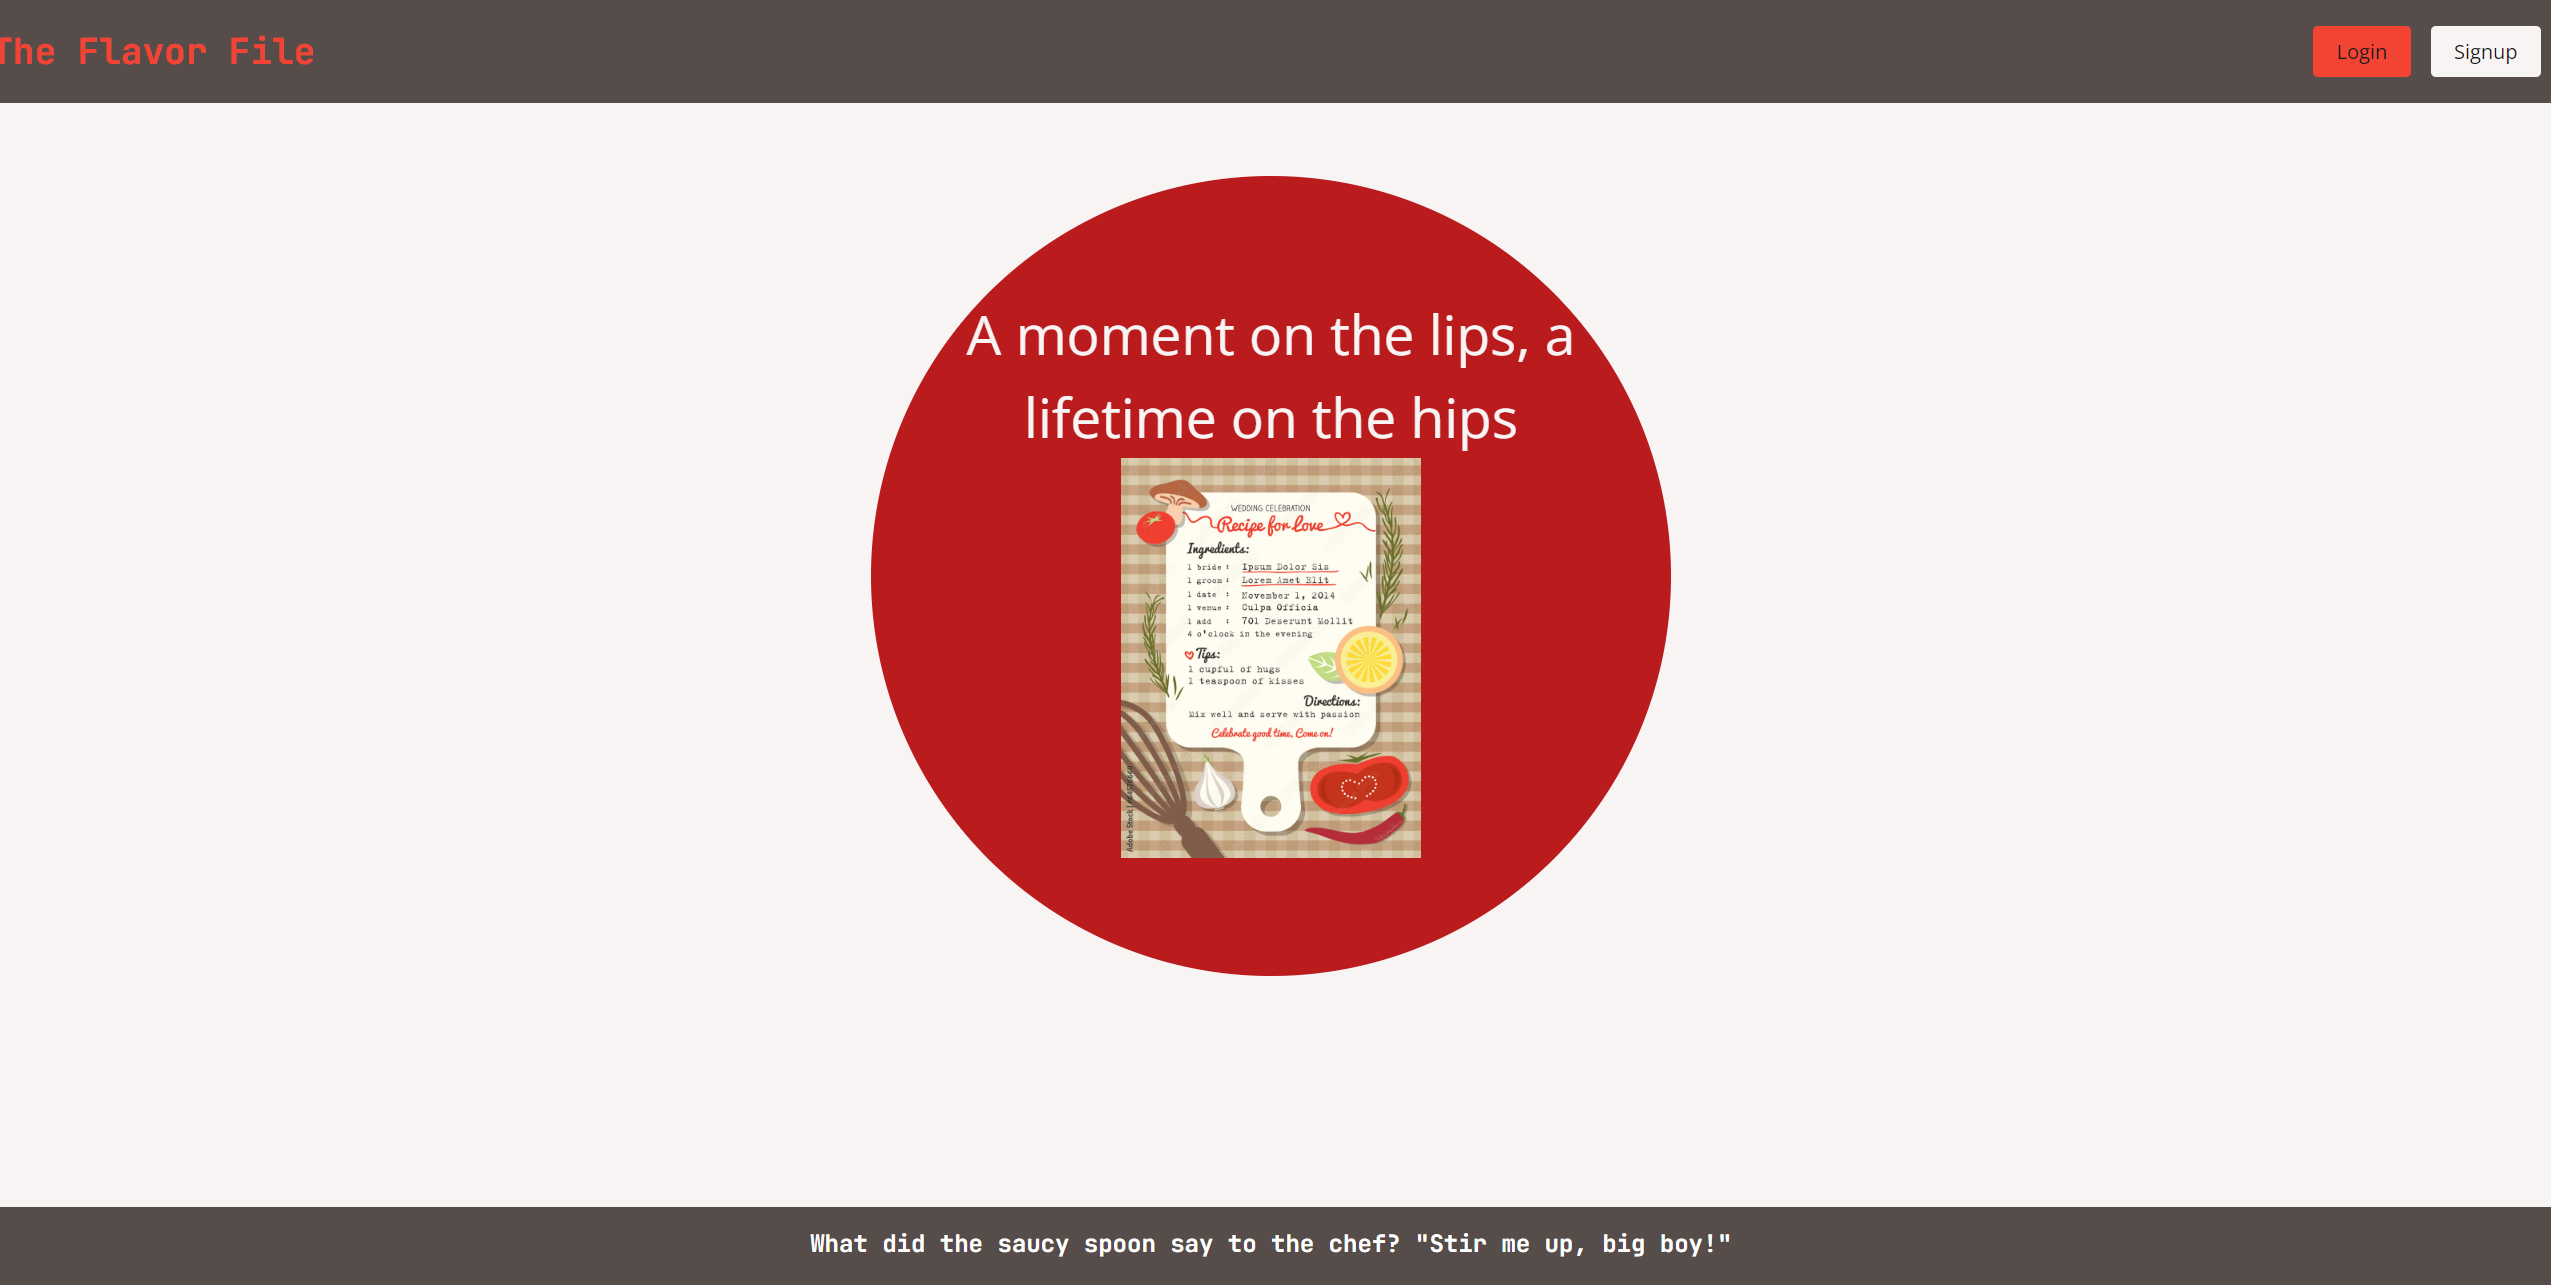 The Flavor File
Login
Signup
A moment on the lips, a
lifetime on the hips
WEDDING CELEBRATION
Recipe for Love
Ingredients:
1 bride : Ipsum Dolor Sis
1 groom : Lorem Amet Elit
1 date : November 1, 2014
1 venue : Culpa Officia
1 add : 701 Deserunt Mollit
4 o'clock in the evening
Tips:
1 cupful of hugs
1 teaspoon of kisses
Directions:
Mix well and serve with passion
Celebrate good time, Come on!
Adobe Stock
What did the saucy spoon say to the chef? "Stir me up, big boy!"